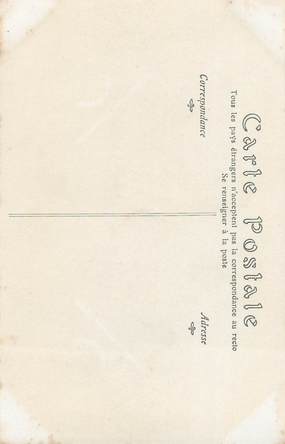 Carte Postale
Tous les pays étrangers n'acceptent pas la correspondance au recto
Se renseigner à la poste
Correspondance
Adresse